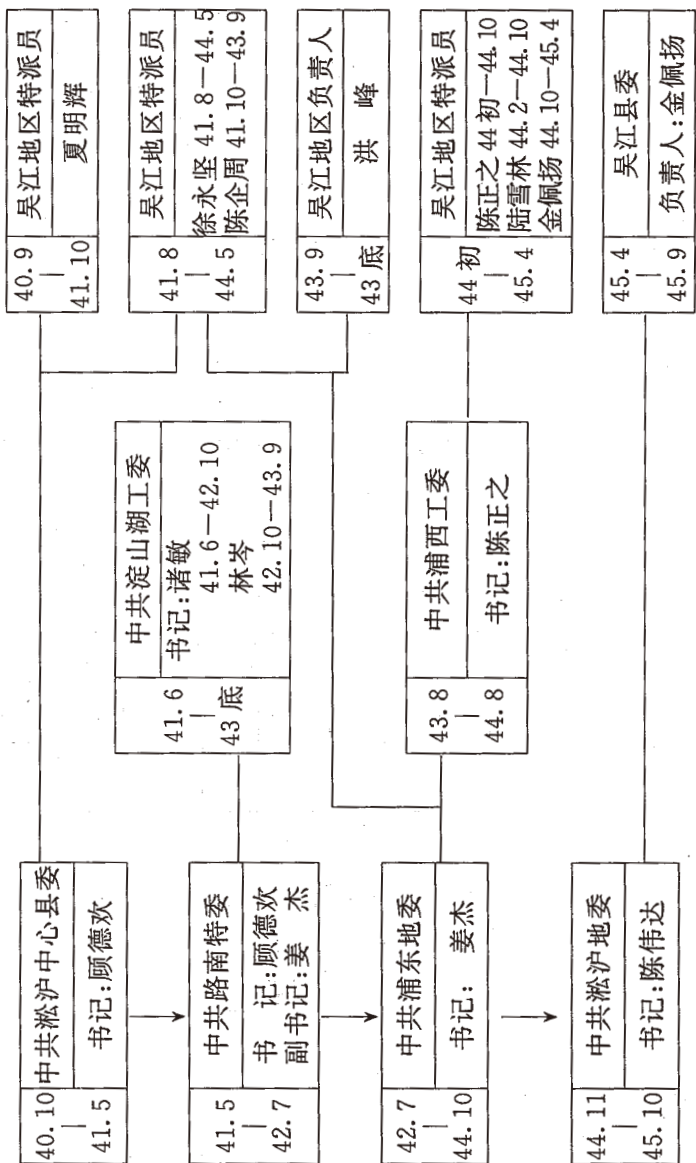 40.10
|
41.5
中共淞沪中心县委
书记:顾德欢
41.5
|
42.7
中共路南特委
书 记:顾德欢
副书记:姜 杰
42.7
|
44.10
中共浦东地委
书记: 姜杰
44.11
|
45.10
中共淞沪地委
书记:陈伟达
41.6
|
43底
中共淀山湖工委
书记:诸敏
41.6—42.10
林岑
42.10—43.9
43.8
|
44.8
中共浦西工委
书记:陈正之
40.9
|
41.10
吴江地区特派员
夏明辉
41.8
|
44.5
吴江地区特派员
徐永坚 41.8—44.5
陈企周 41.10—43.9
43.9
|
43底
吴江地区负责人
洪 峰
44初
|
45.4
吴江地区特派员
陈正之 44初—44.10
陆雪林 44.2—44.10
金佩扬 44.10—45.4
45.4
|
45.9
吴江县委
负责人:金佩扬